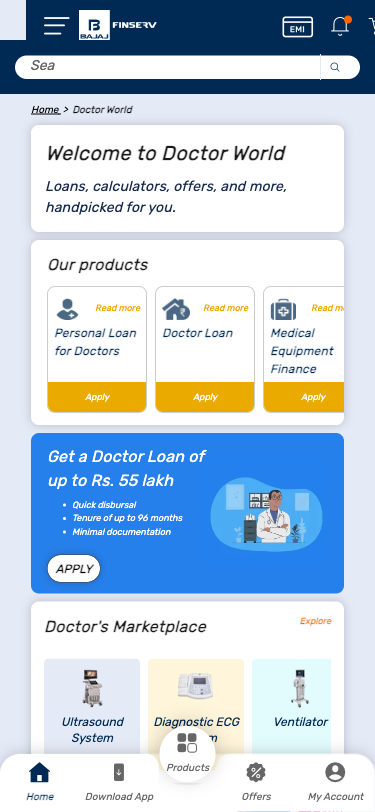 BAJAJ FINSERV
EMI
Sea
Home > Doctor World
Welcome to Doctor World
Loans, calculators, offers, and more,
handpicked for you.
Our products
Read more
Read more
Read
Personal Loan
for Doctors
Doctor Loan
Medical
Equipment
Finance
Apply
Apply
Apply
Get a Doctor Loan of
up to Rs. 55 lakh
Quick disbursal
Tenure of up to 96 months
Minimal documentation
APPLY
Doctor's Marketplace
Explore
Ultrasound
System
Diagnostic ECG
Ventilator
Products
Home
Download App
Offers
My Account